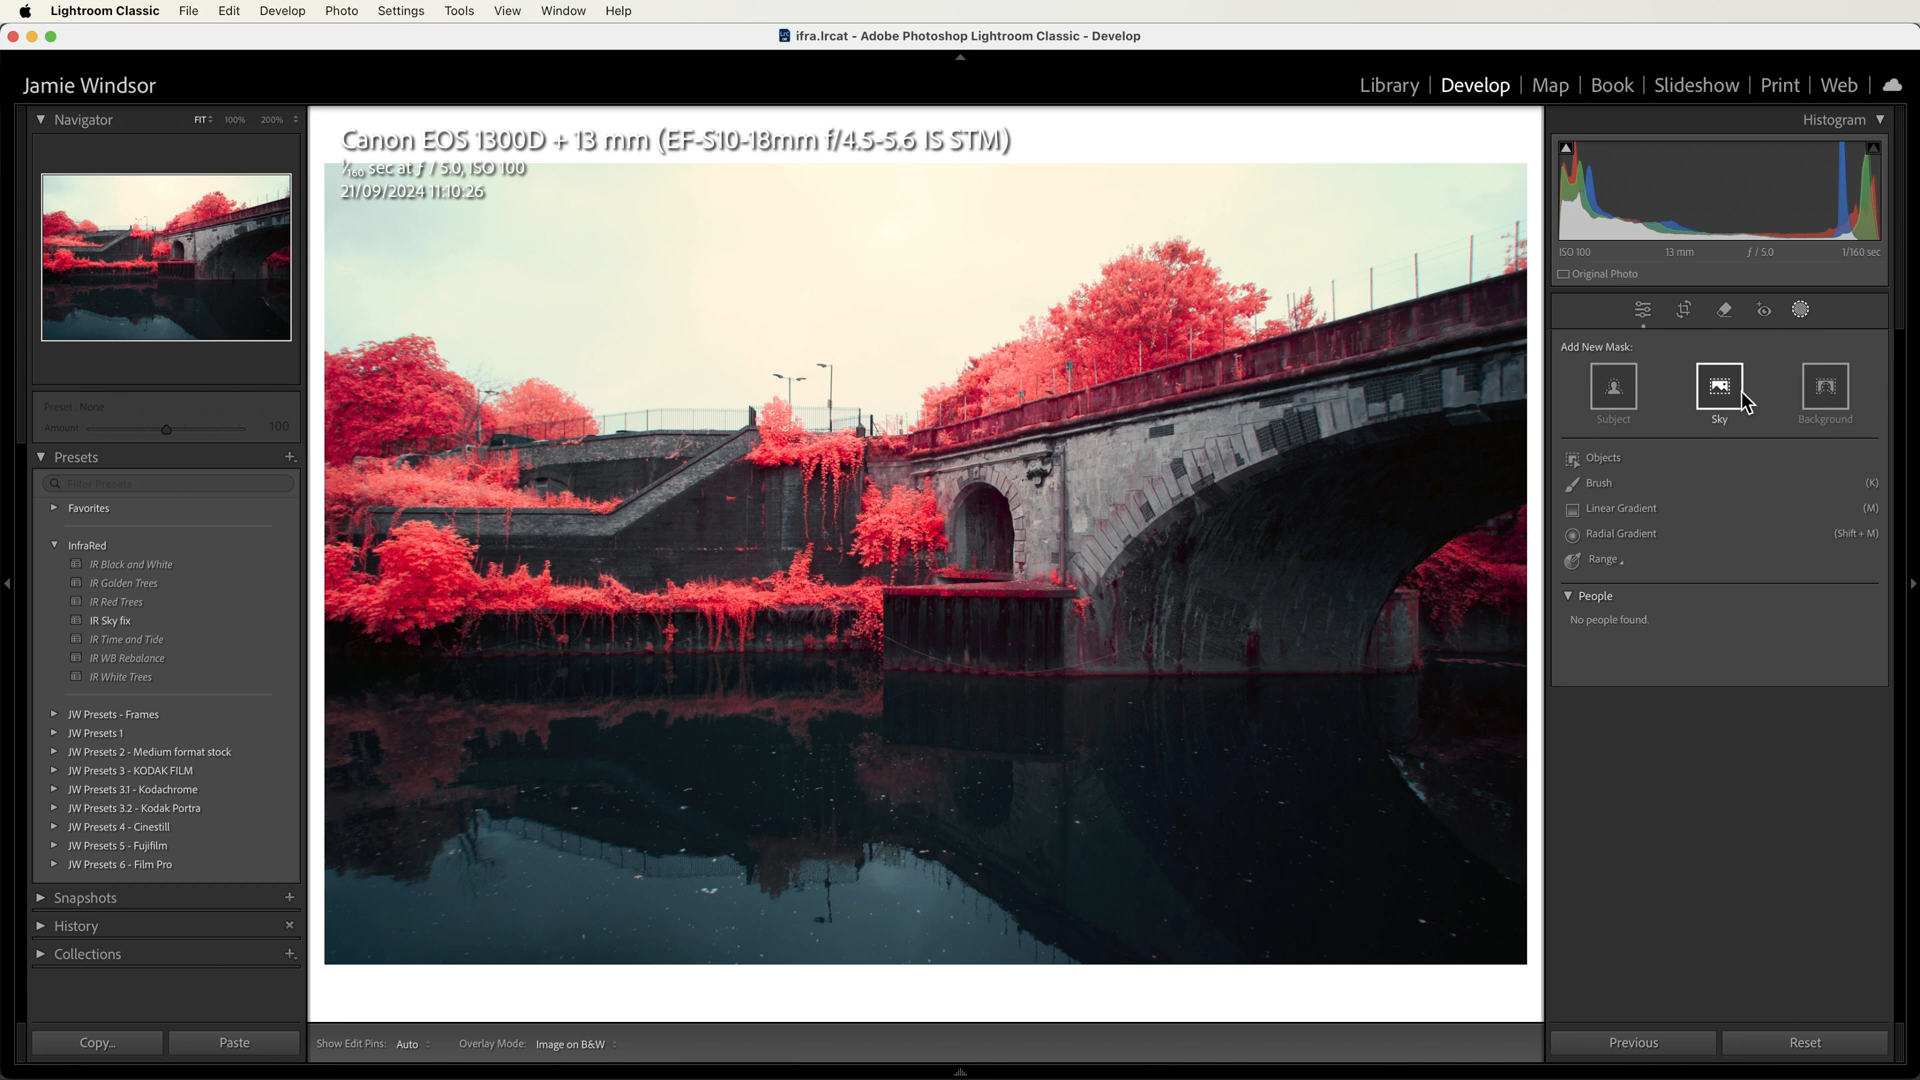 Lightroom Classic File Edit Develop Photo Settings Tools View Window Help
ifra.lrcat - Adobe Photoshop Lightroom Classic - Develop
Jamie Windsor
Library | Develop | Map | Book | Slideshow | Print | Web |
Navigator FIT 100% 200%
Preset : None
Amount 100
Presets
Filter Presets
Favorites
InfraRed
IR Black and White
IR Golden Trees
IR Red Trees
IR Sky fix
IR Time and Tide
IR WB Rebalance
IR White Trees
JW Presets - Frames
JW Presets 1
JW Presets 2 - Medium format stock
JW Presets 3 - KODAK FILM
JW Presets 3.1 - Kodachrome
JW Presets 3.2 - Kodak Portra
JW Presets 4 - Cinestill
JW Presets 5 - Fujifilm
JW Presets 6 - Film Pro
Snapshots
History
Collections
Copy... Paste
Canon EOS 1300D + 13 mm (EF-S10-18mm f/4.5-5.6 IS STM)
1/160 sec at ƒ / 5.0, ISO 100
21/09/2024 11:10:26
Show Edit Pins: Auto Overlay Mode: Image on B&W
Histogram
ISO 100 13 mm ƒ / 5.0 1/160 sec
Original Photo
Add New Mask:
Subject Sky Background
Objects
Brush (K)
Linear Gradient (M)
Radial Gradient (Shift + M)
Range
People
No people found.
Previous Reset